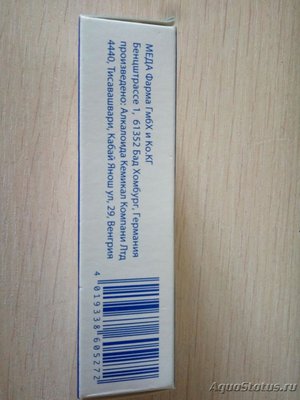 МЕДА Фарма ГмбХ и Ко.КГ
Бенцштрассе 1, 61352 Бад Хомбург, Германия
произведено: Алкалоида Кемикал Компани Лтд
4440, Тисавашвари, Кабай Янош ул, 29, Венгрия
4 019338 605272
AquaStatus.ru